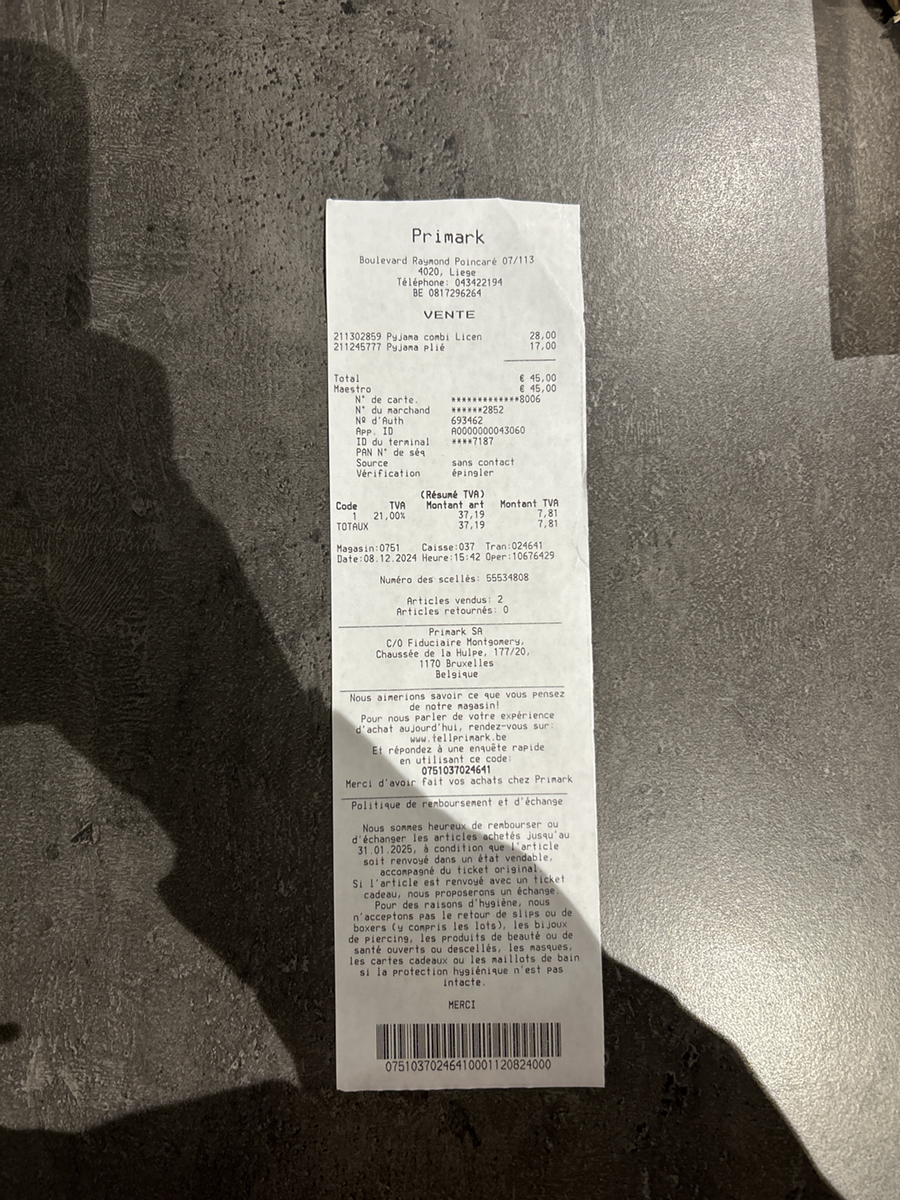 Primark
Boulevard Raymond Poincaré 07/113
4020, Liege
Téléphone: 043422194
BE 0817296264
VENTE
211302859 Pyjama combi Licen 28,00
211245777 Pyjama plié 17,00
Total € 45,00
Maestro € 45,00
N° de carte. *************8006
N° du marchand ******2852
Nº d'Auth 693462
App. ID A0000000043060
ID du terminal ****7187
PAN N° de séq
Source sans contact
Vérification épingler
(Résumé TVA)
Code TVA Montant art Montant TVA
1 21,00% 37,19 7,81
TOTAUX 37,19 7,81
Magasin:0751 Caisse:037 Tran:024641
Date:08.12.2024 Heure:15:42 Oper:10676429
Numéro des scellés: 55534808
Articles vendus: 2
Articles retournés: 0
Primark SA
C/O Fiduciaire Montgomery,
Chaussée de la Hulpe, 177/20,
1170 Bruxelles
Belgique
Nous aimerions savoir ce que vous pensez
de notre magasin!
Pour nous parler de votre expérience
d'achat aujourd'hui, rendez-vous sur:
www.tellprimark.be
Et répondez à une enquête rapide
en utilisant ce code:
0751037024641
Merci d'avoir fait vos achats chez Primark
Politique de remboursement et d'échange
Nous sommes heureux de rembourser ou
d'échanger les articles achetés jusqu'au
31.01.2025, à condition que l'article
soit renvoyé dans un état vendable,
accompagné du ticket original.
Si l'article est renvoyé avec un ticket
cadeau, nous proposerons un échange.
Pour des raisons d'hygiène, nous
n'acceptons pas le retour de slips ou de
boxers (y compris les lots), les bijoux
de piercing, les produits de beauté ou de
santé ouverts ou descellés, les masques,
les cartes cadeaux ou les maillots de bain
si la protection hygiénique n'est pas
intacte.
MERCI
07510370246410001120824000